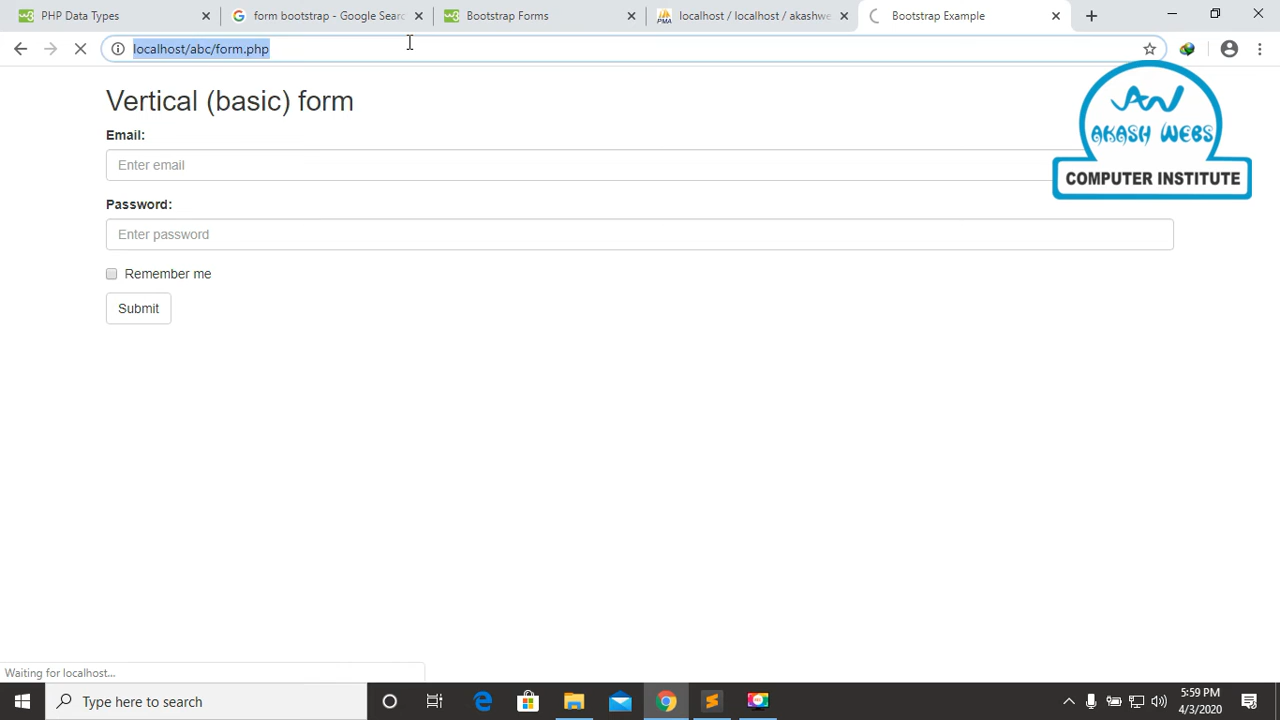 PHP Data Types
form bootstrap - Google Sea
Bootstrap Forms
localhost / localhost / akashwe
Bootstrap Example
localhost/abc/form.php
Vertical (basic) form
Email:
Enter email
Password:
Enter password
Remember me
Submit
AW
AKASH WEBS
COMPUTER INSTITUTE
Waiting for localhost...
Type here to search
5:59 PM
4/3/2020